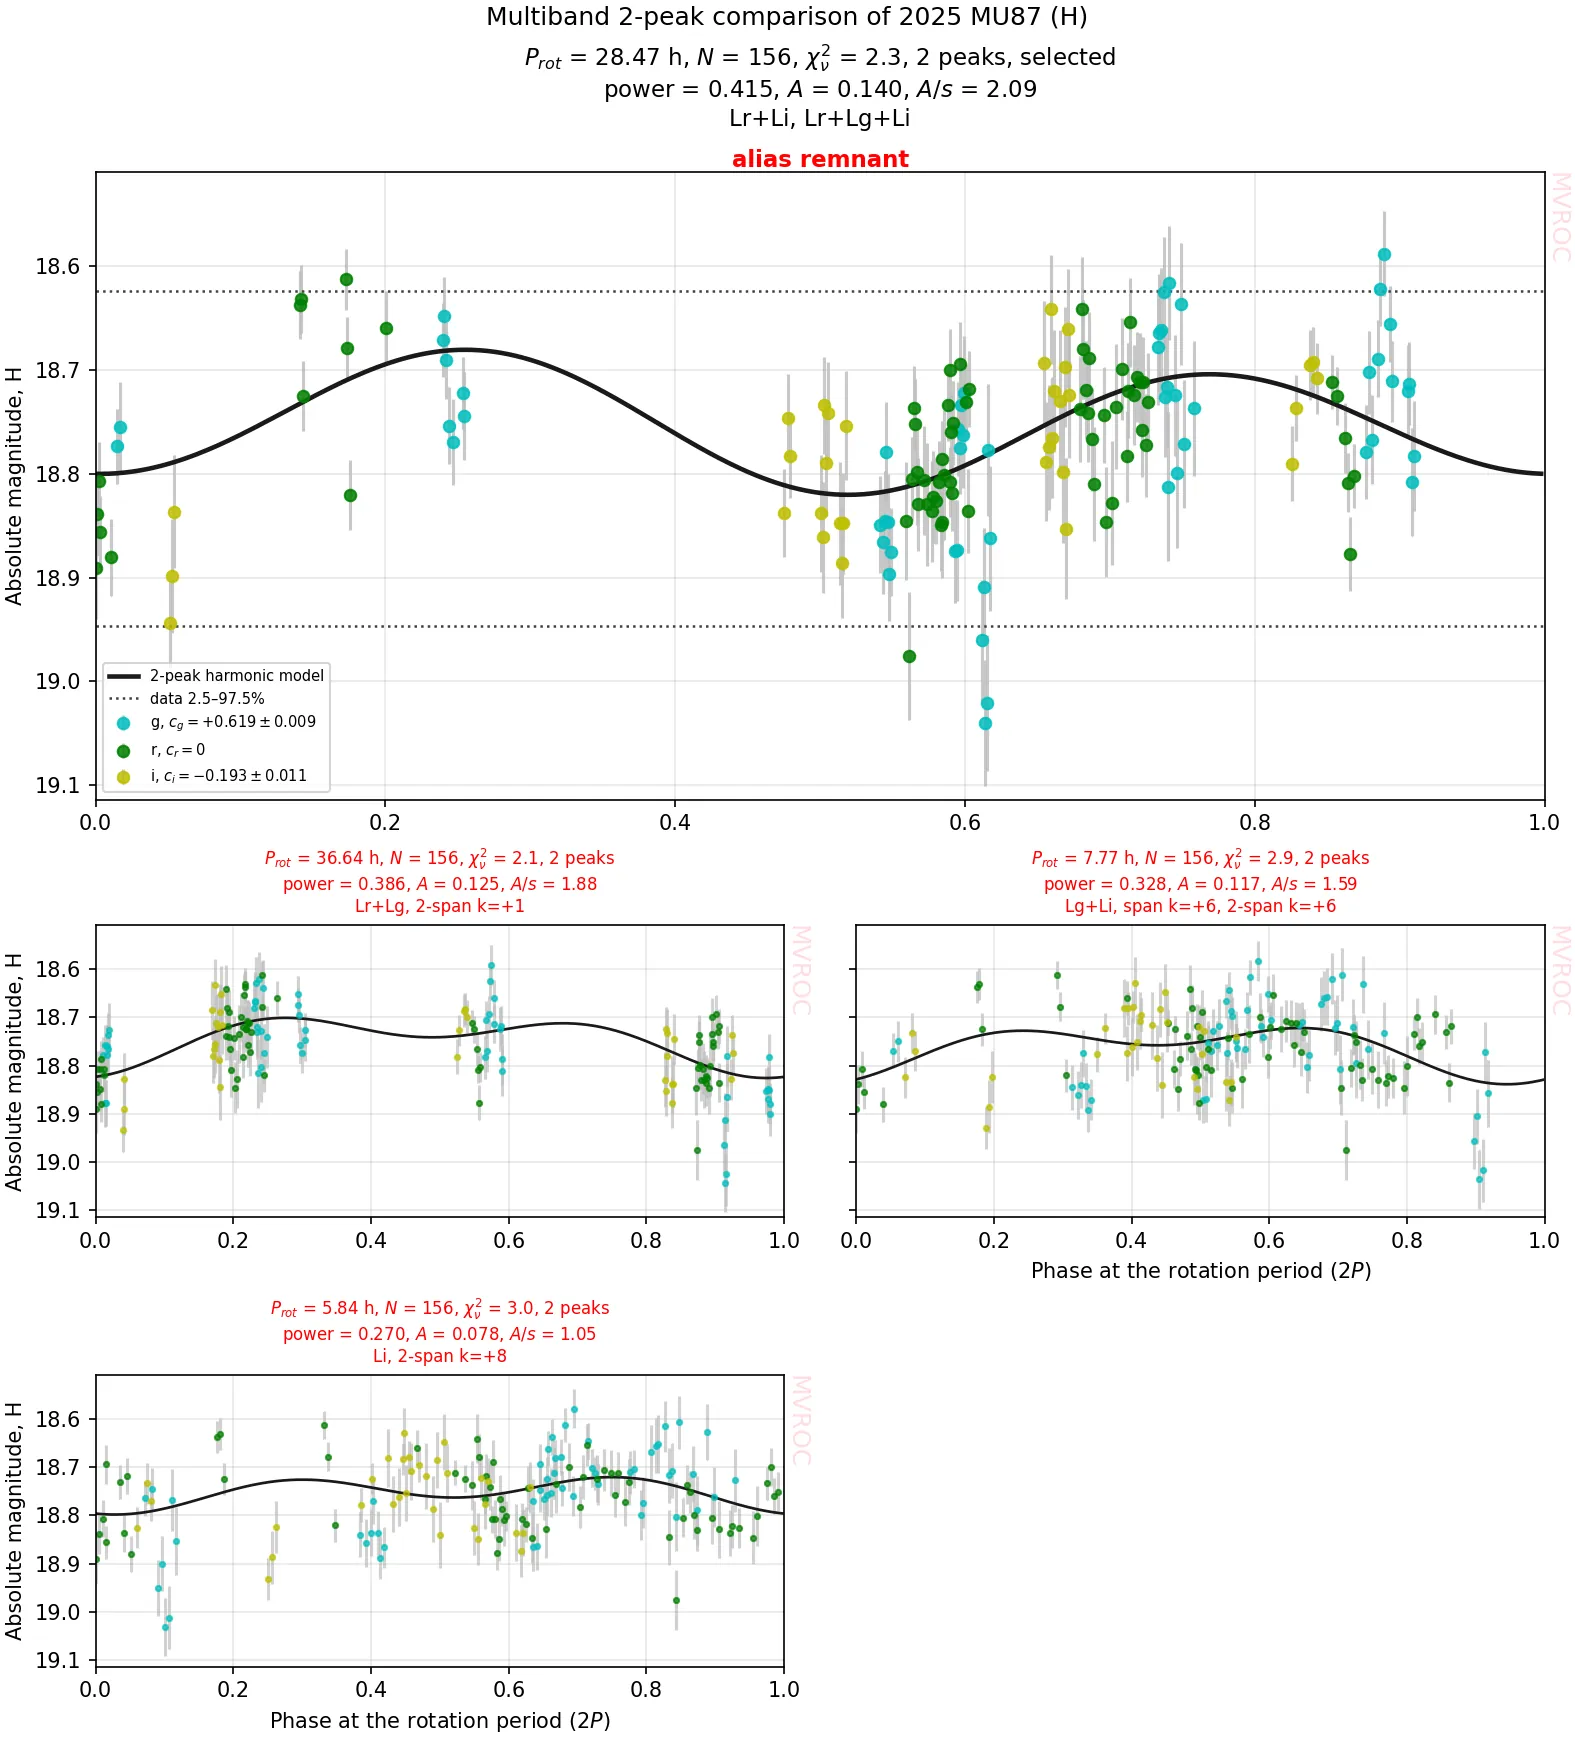 Multiband 2-peak comparison of 2025 MU87 (H)
P_rot = 28.47 h, N = 156, χ²_ν = 2.3, 2 peaks, selected
power = 0.415, A = 0.140, A/s = 2.09
Lr+Li, Lr+Lg+Li
alias remnant
MVROC
Absolute magnitude, H
18.6
18.7
18.8
18.9
19.0
19.1
2-peak harmonic model
data 2.5–97.5%
g, c_g = +0.619 ± 0.009
r, c_r = 0
i, c_i = −0.193 ± 0.011
0.0 0.2 0.4 0.6 0.8 1.0
P_rot = 36.64 h, N = 156, χ²_ν = 2.1, 2 peaks
power = 0.386, A = 0.125, A/s = 1.88
Lr+Lg, 2-span k=+1
MVROC
Absolute magnitude, H
18.6
18.7
18.8
18.9
19.0
19.1
0.0 0.2 0.4 0.6 0.8 1.0
P_rot = 7.77 h, N = 156, χ²_ν = 2.9, 2 peaks
power = 0.328, A = 0.117, A/s = 1.59
Lg+Li, span k=+6, 2-span k=+6
MVROC
0.0 0.2 0.4 0.6 0.8 1.0
Phase at the rotation period (2P)
P_rot = 5.84 h, N = 156, χ²_ν = 3.0, 2 peaks
power = 0.270, A = 0.078, A/s = 1.05
Li, 2-span k=+8
MVROC
Absolute magnitude, H
18.6
18.7
18.8
18.9
19.0
19.1
0.0 0.2 0.4 0.6 0.8 1.0
Phase at the rotation period (2P)